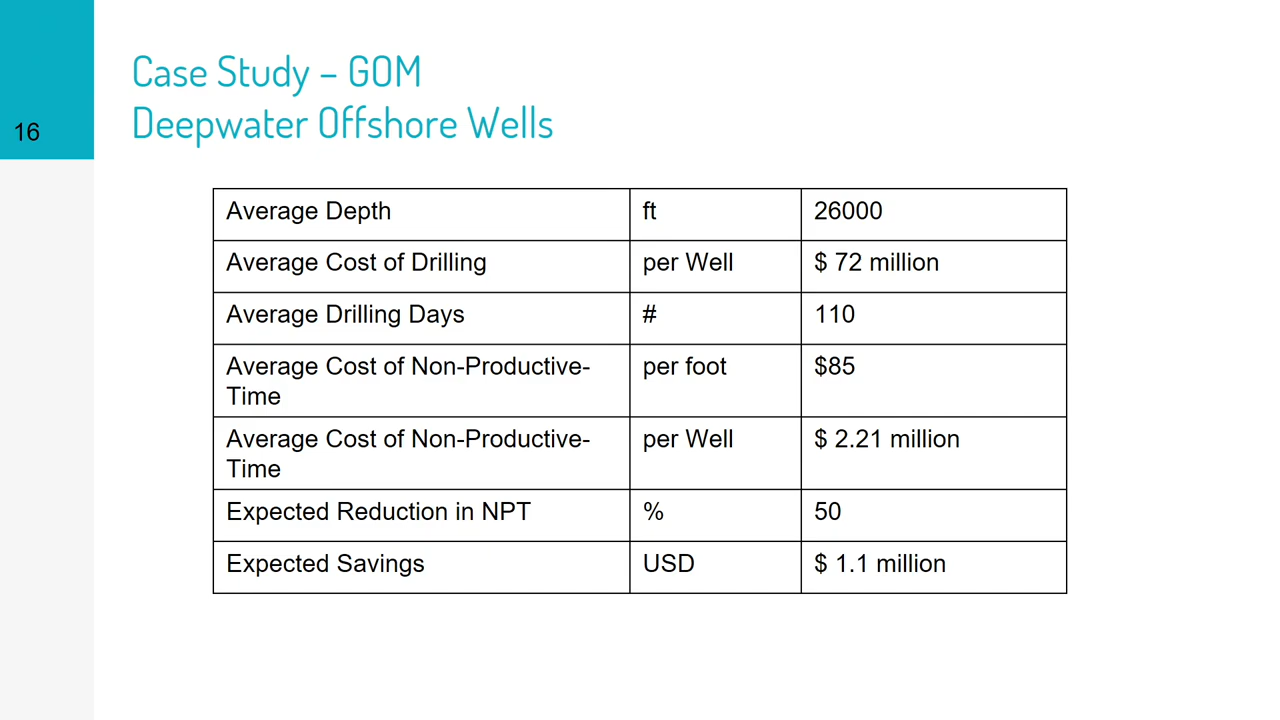 Case Study – GOM
Deepwater Offshore Wells
16
Average Depth ft 26000
Average Cost of Drilling per Well $ 72 million
Average Drilling Days # 110
Average Cost of Non-Productive- per foot $85
Time
Average Cost of Non-Productive- per Well $ 2.21 million
Time
Expected Reduction in NPT % 50
Expected Savings USD $ 1.1 million